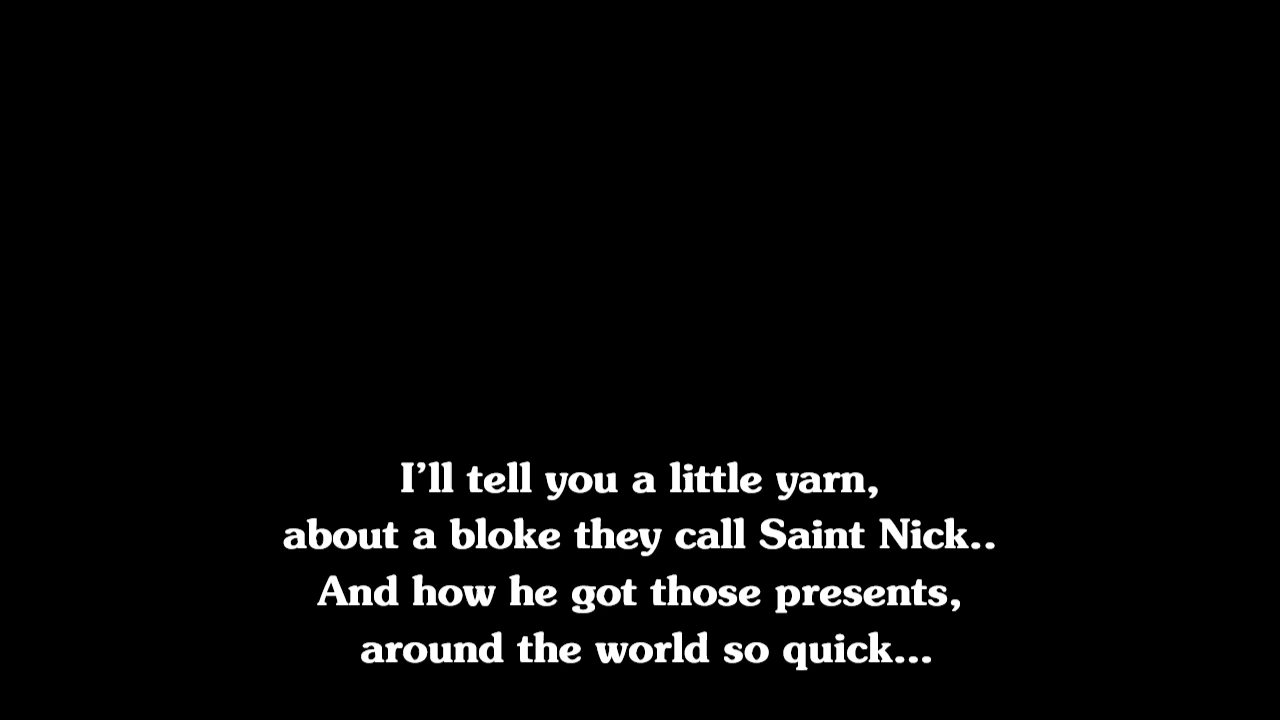 I’ll tell you a little yarn,
about a bloke they call Saint Nick..
And how he got those presents,
around the world so quick...